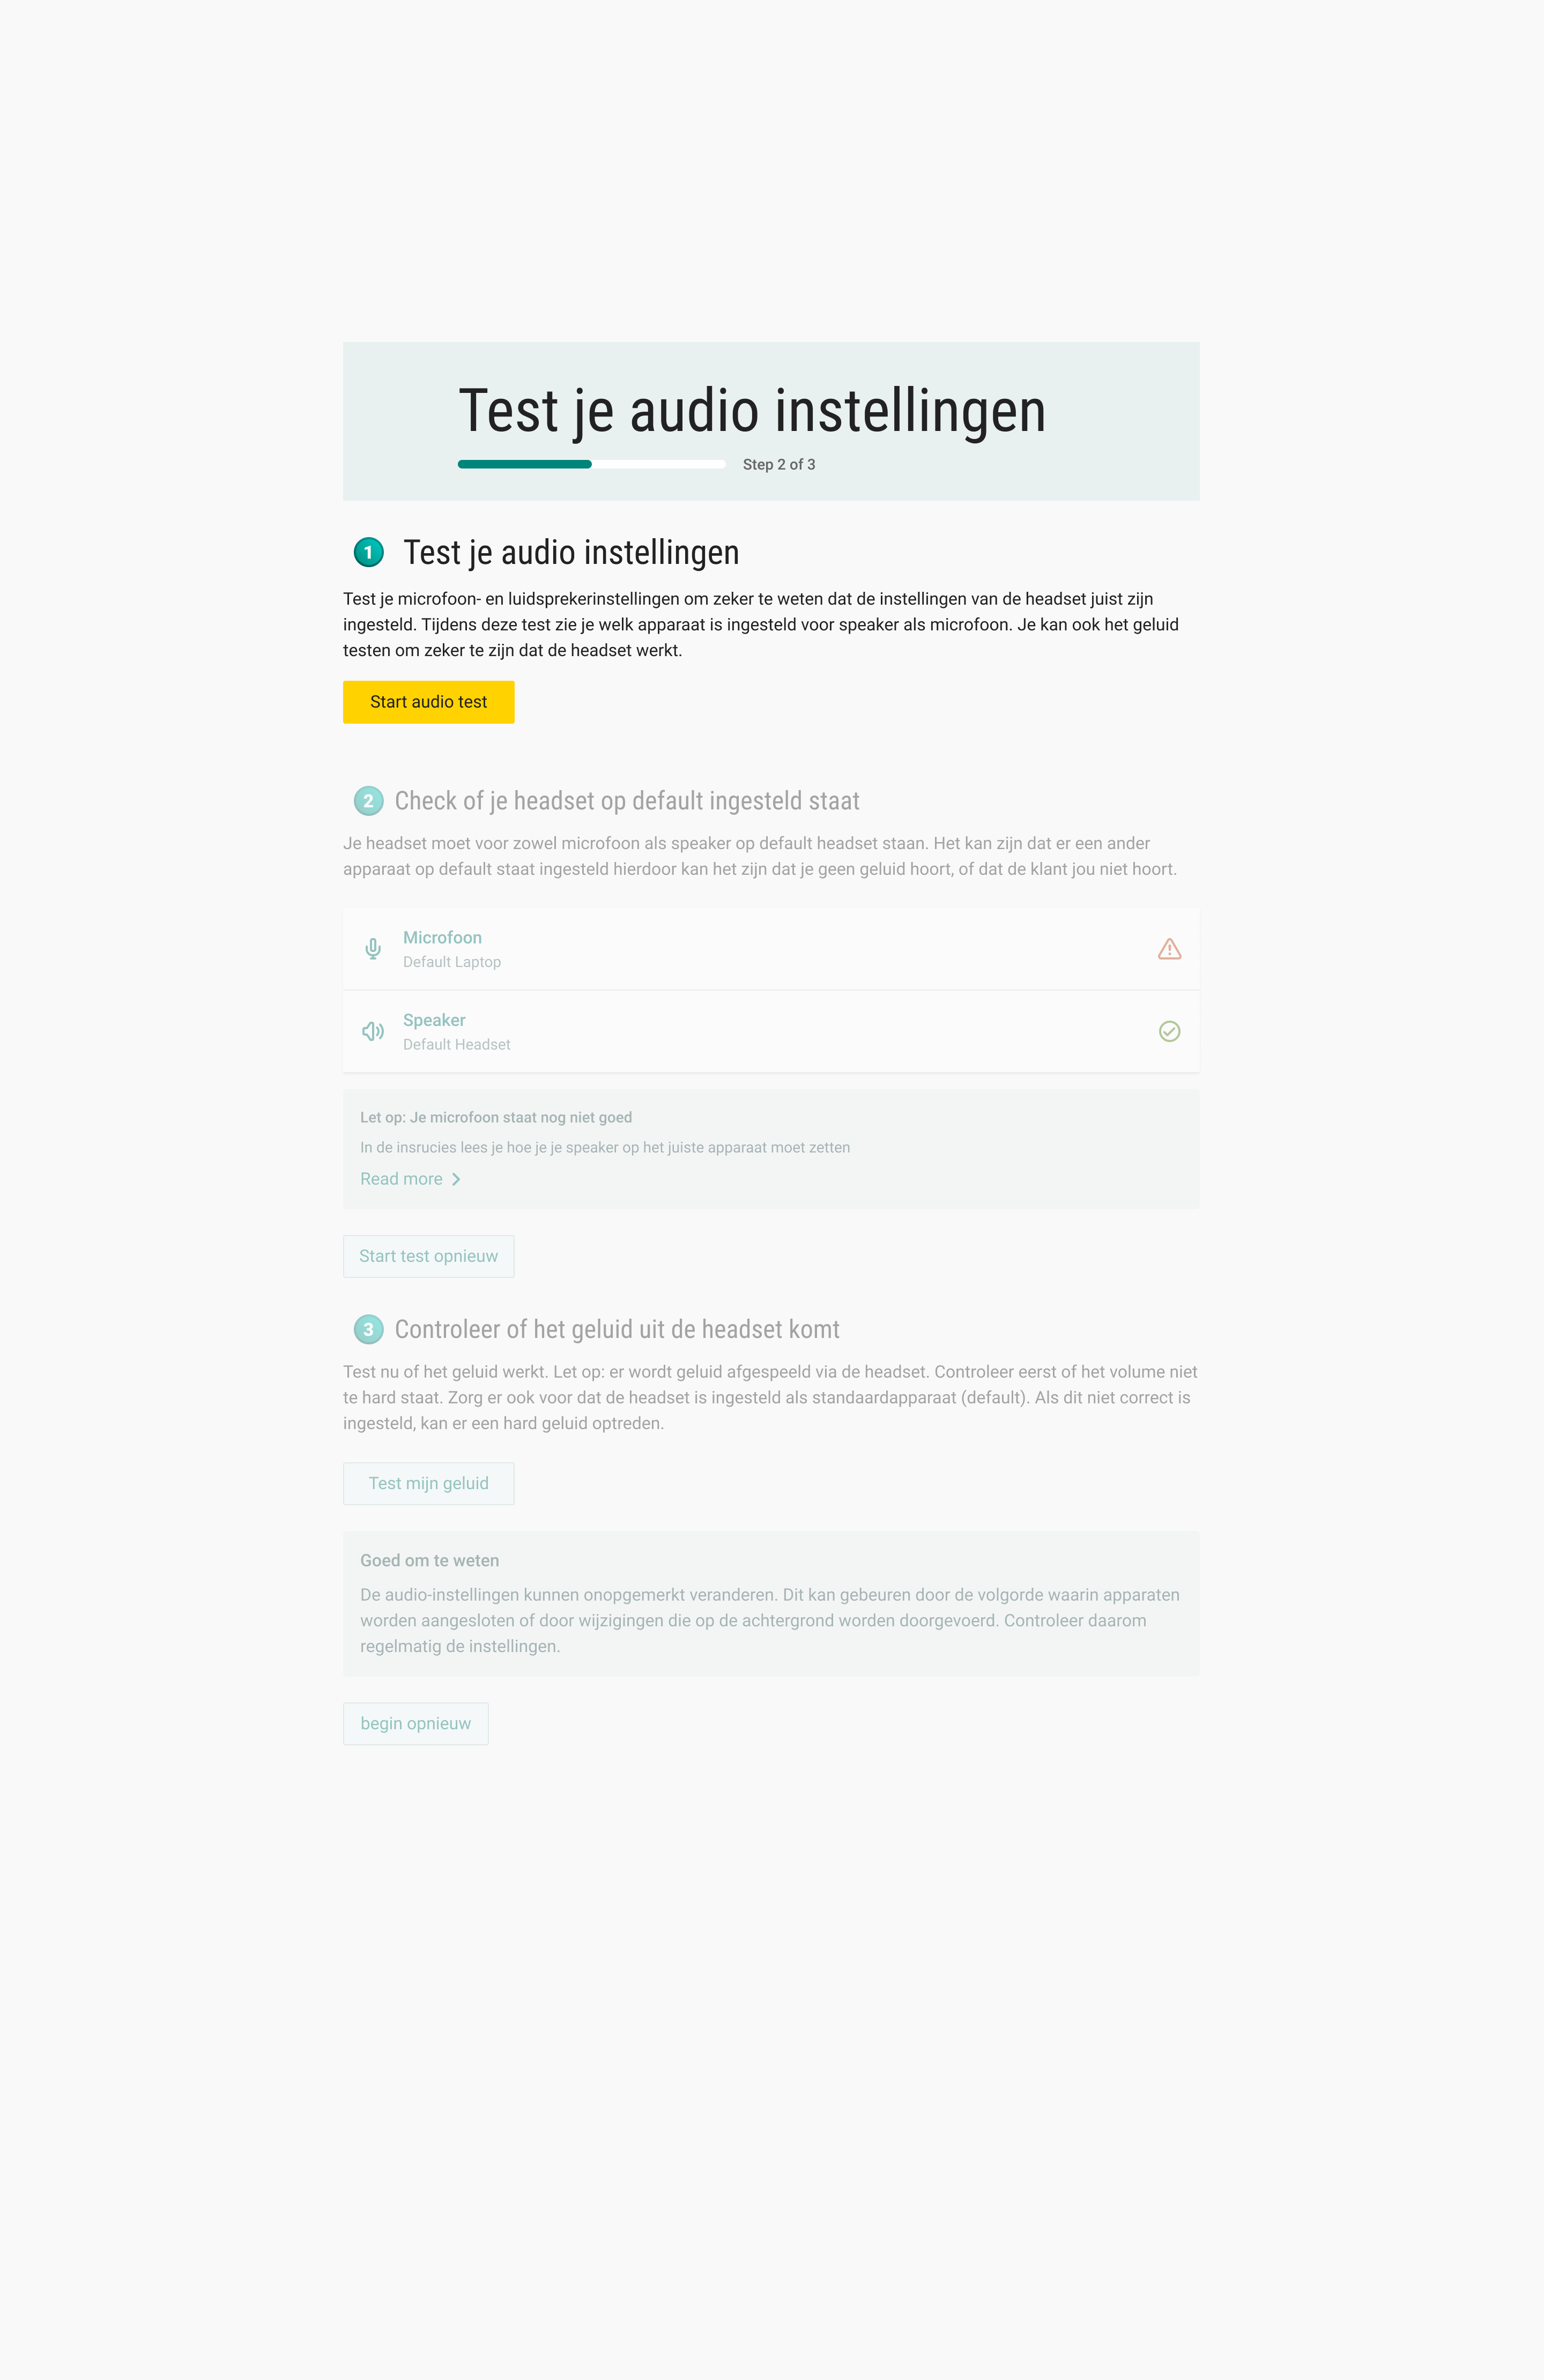 Test je audio instellingen
Step 2 of 3
1 Test je audio instellingen
Test je microfoon- en luidsprekerinstellingen om zeker te weten dat de instellingen van de headset juist zijn
ingesteld. Tijdens deze test zie je welk apparaat is ingesteld voor speaker als microfoon. Je kan ook het geluid
testen om zeker te zijn dat de headset werkt.
Start audio test
2 Check of je headset op default ingesteld staat
Je headset moet voor zowel microfoon als speaker op default headset staan. Het kan zijn dat er een ander
apparaat op default staat ingesteld hierdoor kan het zijn dat je geen geluid hoort, of dat de klant jou niet hoort.
Microfoon
Default Laptop
Speaker
Default Headset
Let op: Je microfoon staat nog niet goed
In de insrucies lees je hoe je je speaker op het juiste apparaat moet zetten
Read more
Start test opnieuw
3 Controleer of het geluid uit de headset komt
Test nu of het geluid werkt. Let op: er wordt geluid afgespeeld via de headset. Controleer eerst of het volume niet
te hard staat. Zorg er ook voor dat de headset is ingesteld als standaardapparaat (default). Als dit niet correct is
ingesteld, kan er een hard geluid optreden.
Test mijn geluid
Goed om te weten
De audio-instellingen kunnen onopgemerkt veranderen. Dit kan gebeuren door de volgorde waarin apparaten
worden aangesloten of door wijzigingen die op de achtergrond worden doorgevoerd. Controleer daarom
regelmatig de instellingen.
begin opnieuw